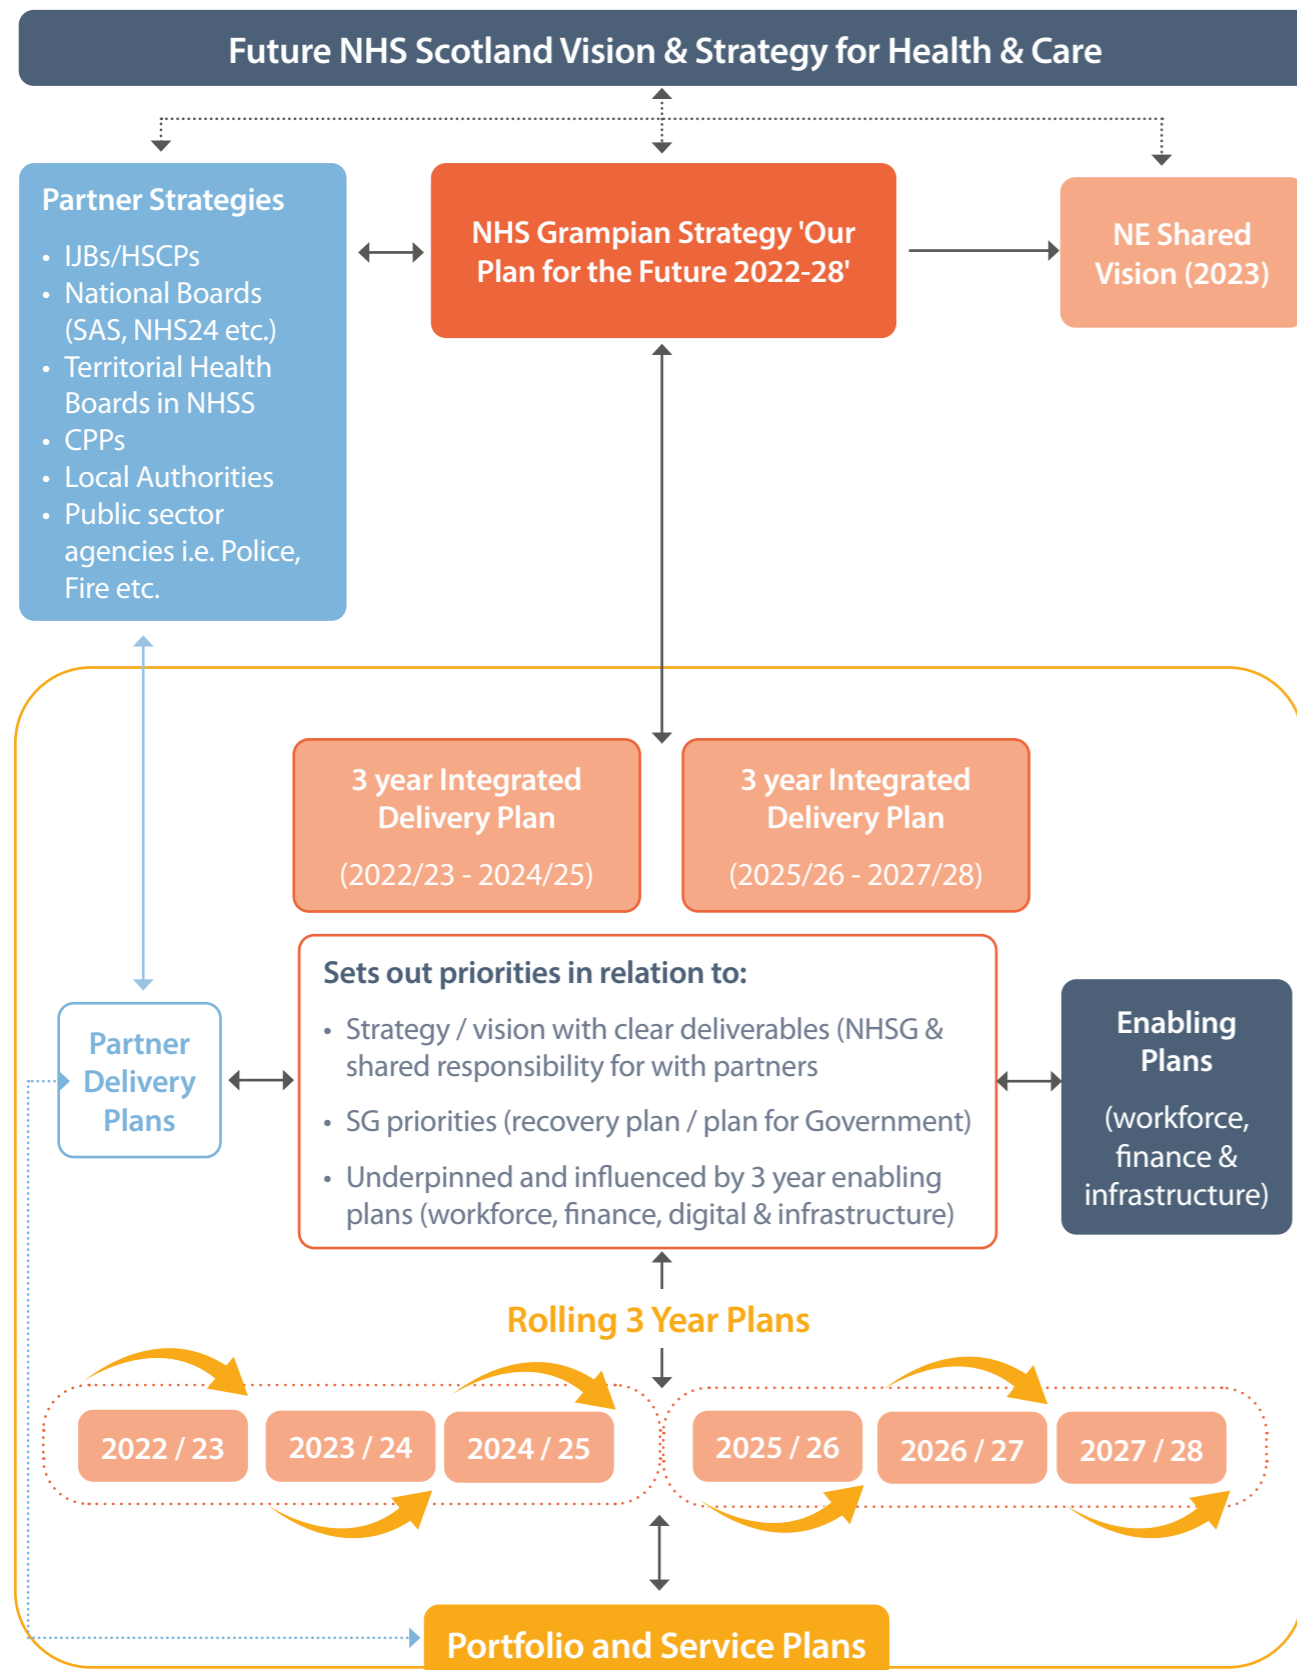 Future NHS Scotland Vision & Strategy for Health & Care
Partner Strategies
• IJBs/HSCPs
• National Boards
(SAS, NHS24 etc.)
• Territorial Health
Boards in NHSS
• CPPs
• Local Authorities
• Public sector
agencies i.e. Police,
Fire etc.
NHS Grampian Strategy 'Our
Plan for the Future 2022-28'
NE Shared
Vision (2023)
3 year Integrated
Delivery Plan
(2022/23 - 2024/25)
3 year Integrated
Delivery Plan
(2025/26 - 2027/28)
Partner
Delivery
Plans
Sets out priorities in relation to:
• Strategy / vision with clear deliverables (NHSG &
shared responsibility for with partners
• SG priorities (recovery plan / plan for Government)
• Underpinned and influenced by 3 year enabling
plans (workforce, finance, digital & infrastructure)
Enabling
Plans
(workforce,
finance &
infrastructure)
Rolling 3 Year Plans
2022 / 23
2023 / 24
2024 / 25
2025 / 26
2026 / 27
2027 / 28
Portfolio and Service Plans